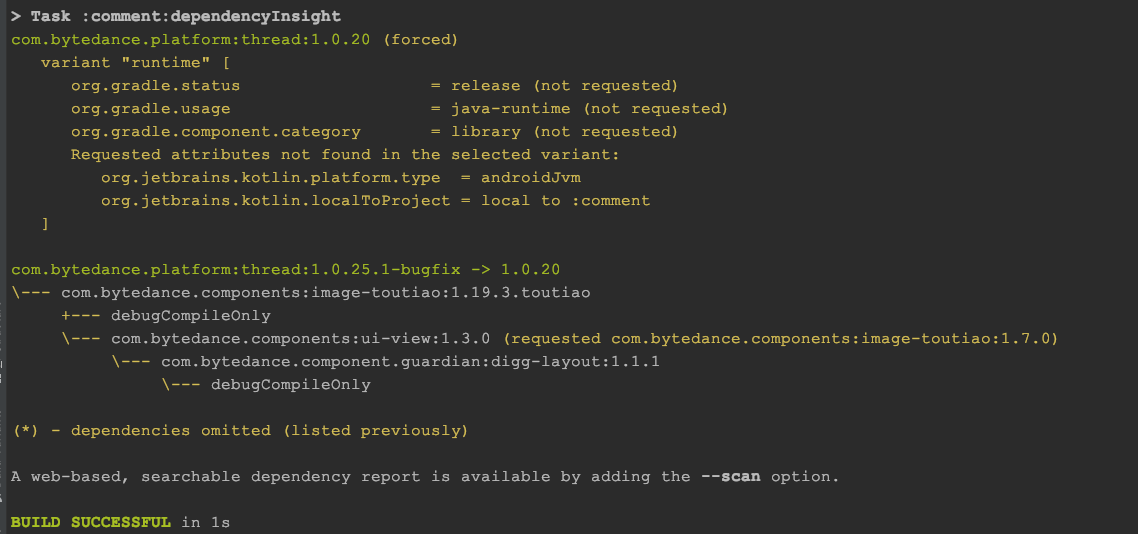 > Task :comment:dependencyInsight
com.bytedance.platform:thread:1.0.20 (forced)
   variant "runtime" [
      org.gradle.status                   = release (not requested)
      org.gradle.usage                    = java-runtime (not requested)
      org.gradle.component.category       = library (not requested)
      Requested attributes not found in the selected variant:
         org.jetbrains.kotlin.platform.type  = androidJvm
         org.jetbrains.kotlin.localToProject = local to :comment
   ]
com.bytedance.platform:thread:1.0.25.1-bugfix -> 1.0.20
\--- com.bytedance.components:image-toutiao:1.19.3.toutiao
     +--- debugCompileOnly
     \--- com.bytedance.components:ui-view:1.3.0 (requested com.bytedance.components:image-toutiao:1.7.0)
          \--- com.bytedance.component.guardian:digg-layout:1.1.1
               \--- debugCompileOnly
(*) - dependencies omitted (listed previously)
A web-based, searchable dependency report is available by adding the --scan option.
BUILD SUCCESSFUL in 1s